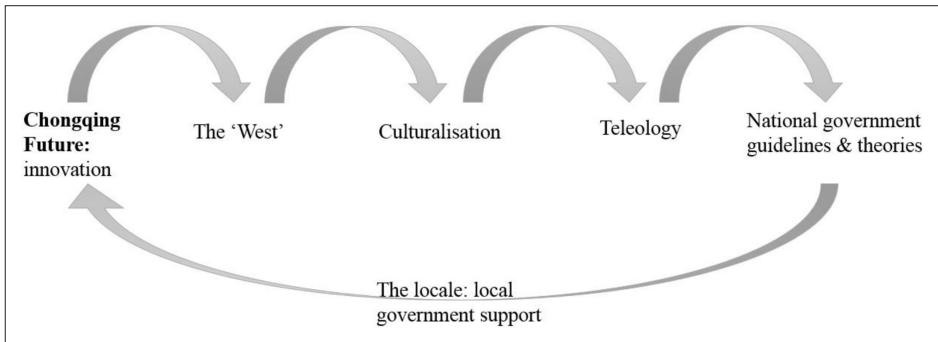 Chongqing
Future:
innovation
The ‘West’
Culturalisation
Teleology
National government
guidelines & theories
The locale: local
government support